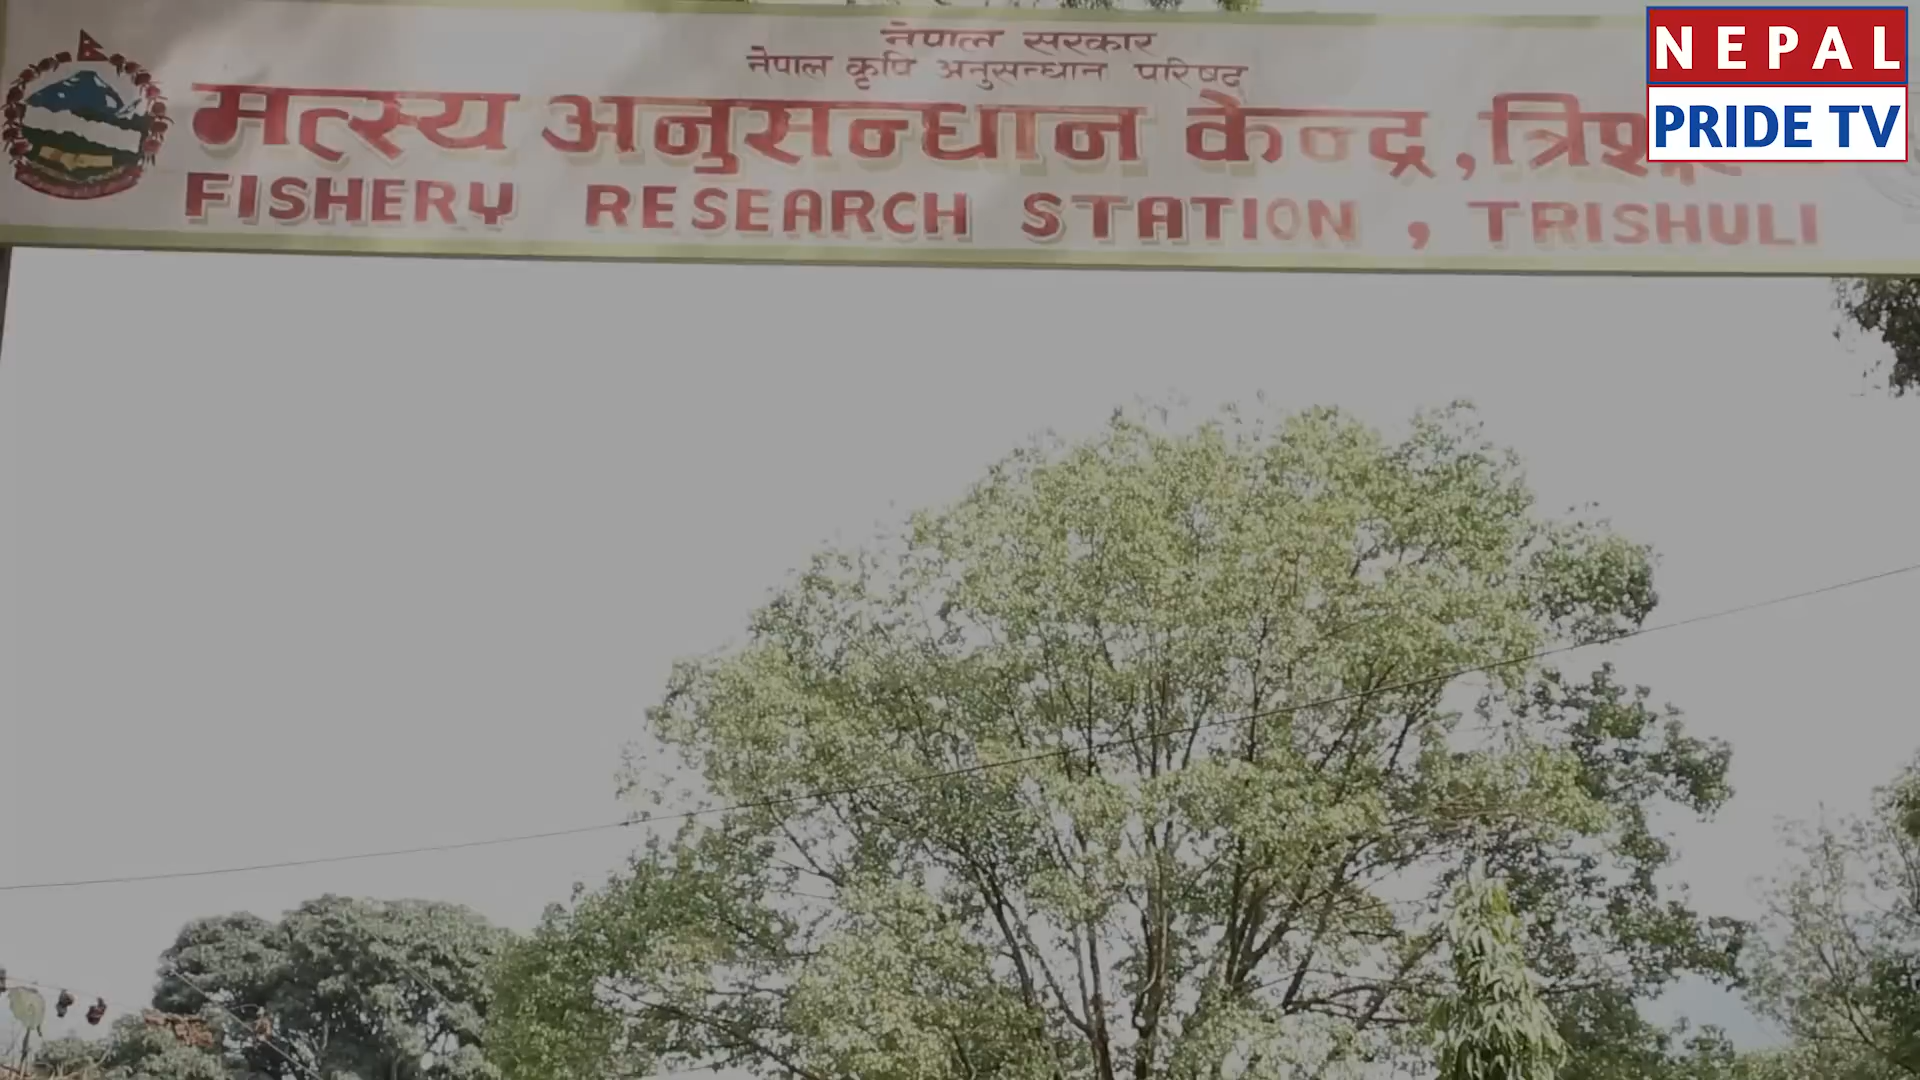 नेपाल सरकार
नेपाल कृषि अनुसन्धान परिषद
मत्स्य अनुसन्धान केन्द्र,
FISHERY RESEARCH STATION , TRISHULI
NEPAL
PRIDE TV